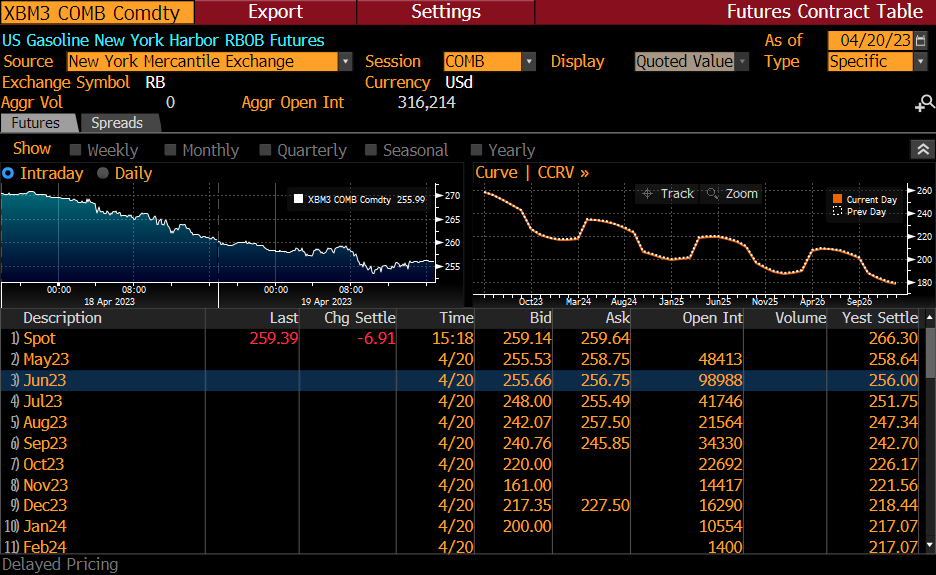 XBM3 COMB Comdty Export Settings Futures Contract Table
US Gasoline New York Harbor RBOB Futures As of 04/20/23
Source New York Mercantile Exchange Session COMB Display Quoted Value Type Specific
Exchange Symbol RB Currency USd
Aggr Vol 0 Aggr Open Int 316,214
Futures Spreads
Show Weekly Monthly Quarterly Seasonal Yearly
Intraday Daily Curve | CCRV »
XBM3 COMB Comdty 255.99
270
265
260
255
00:00 08:00 00:00 08:00
18 Apr 2023 19 Apr 2023
Track Zoom
Current Day
Prev Day
260
240
220
200
180
Oct23 Mar24 Aug24 Jan25 Jun25 Nov25 Apr26 Sep26
Description Last Chg Settle Time Bid Ask Open Int Volume Yest Settle
1) Spot 259.39 -6.91 15:18 259.14 259.64 266.30
2) May23 4/20 255.53 258.75 48413 258.64
3) Jun23 4/20 255.66 256.75 98988 256.00
4) Jul23 4/20 248.00 255.49 41746 251.75
5) Aug23 4/20 242.07 257.50 21564 247.34
6) Sep23 4/20 240.76 245.85 34330 242.70
7) Oct23 4/20 220.00 22692 226.17
8) Nov23 4/20 161.00 14417 221.56
9) Dec23 4/20 217.35 227.50 16290 218.44
10) Jan24 4/20 200.00 10554 217.07
11) Feb24 4/20 1400 217.07
Delayed Pricing